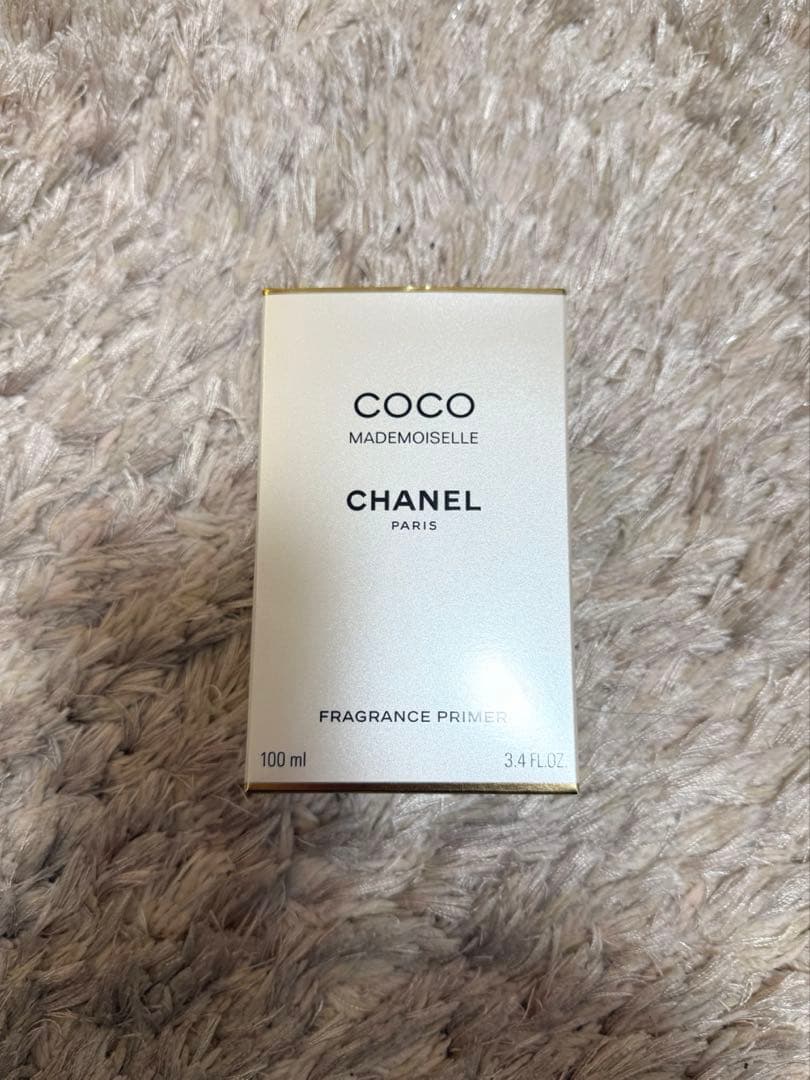 COCO
MADEMOISELLE
CHANEL
PARIS
FRAGRANCE PRIMER
100 ml
3.4 FL.OZ.